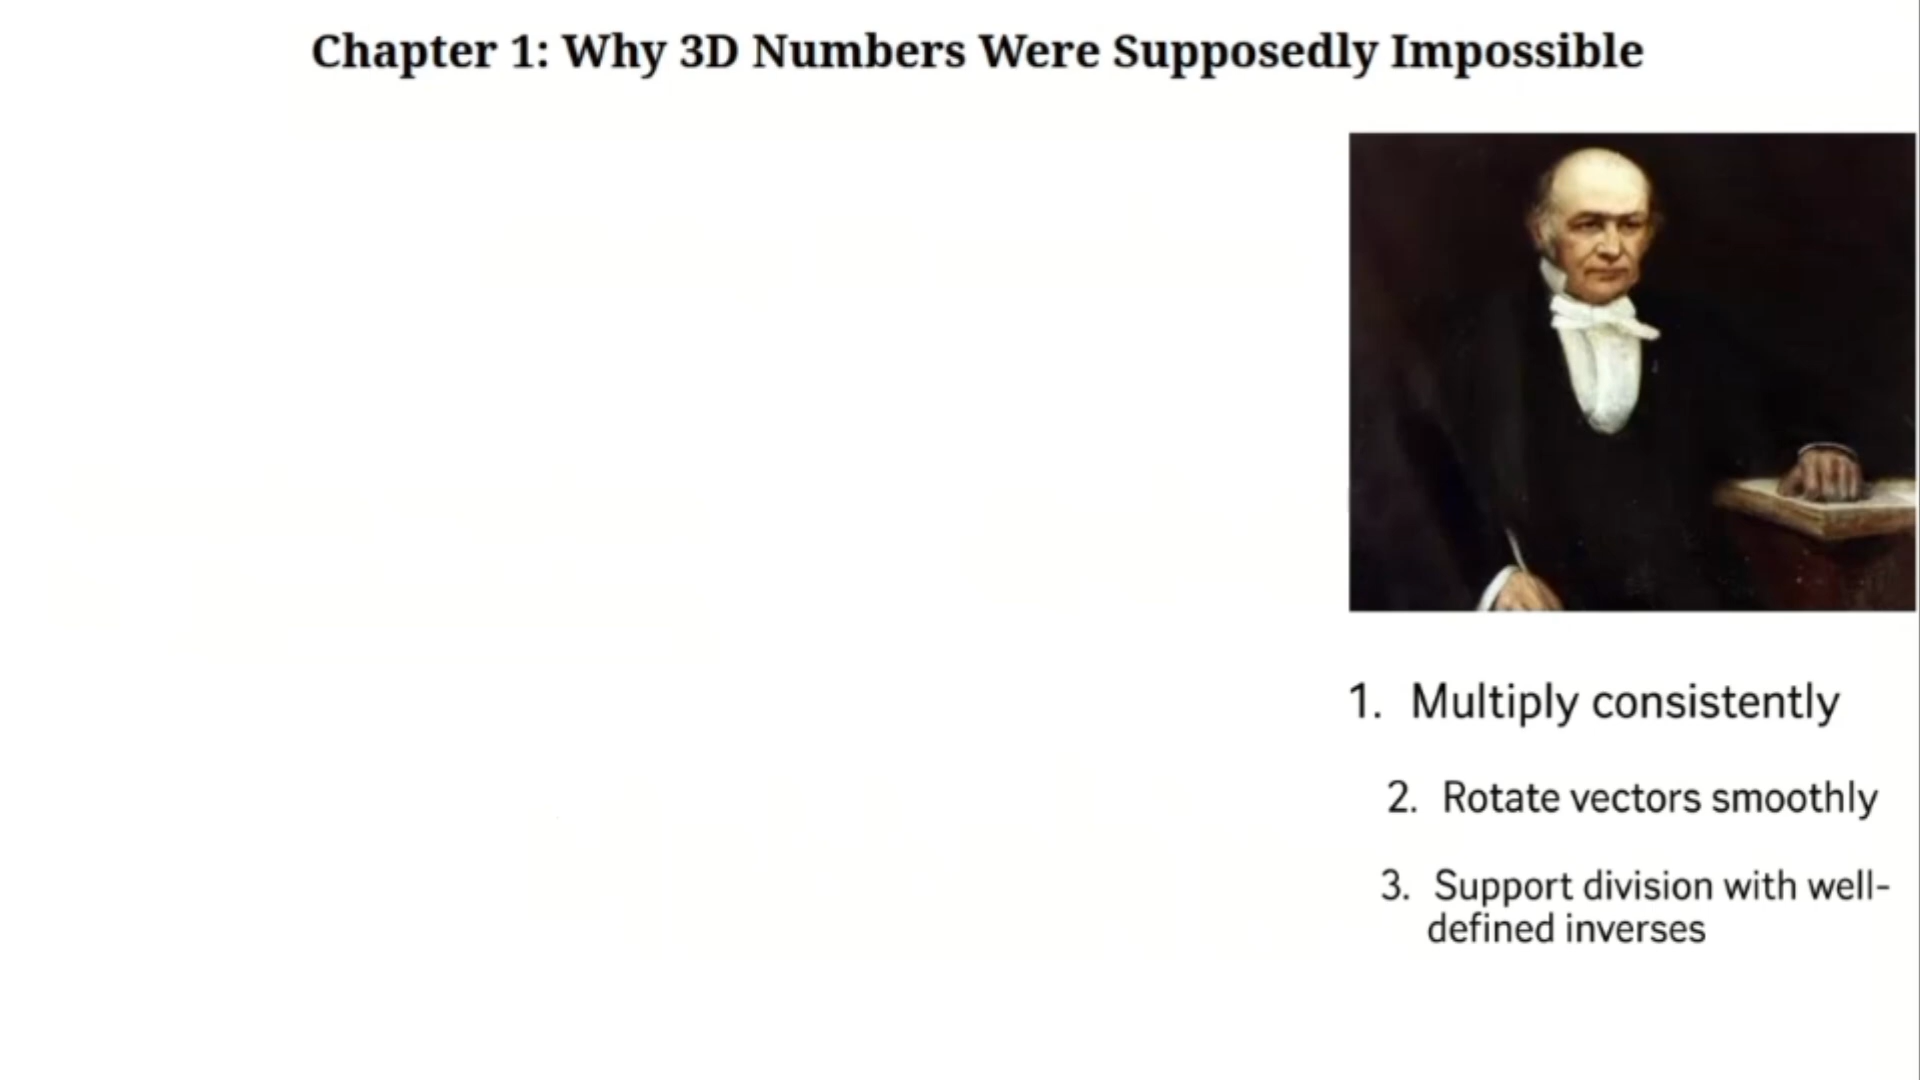 Chapter 1: Why 3D Numbers Were Supposedly Impossible
1. Multiply consistently
2. Rotate vectors smoothly
3. Support division with well-
defined inverses